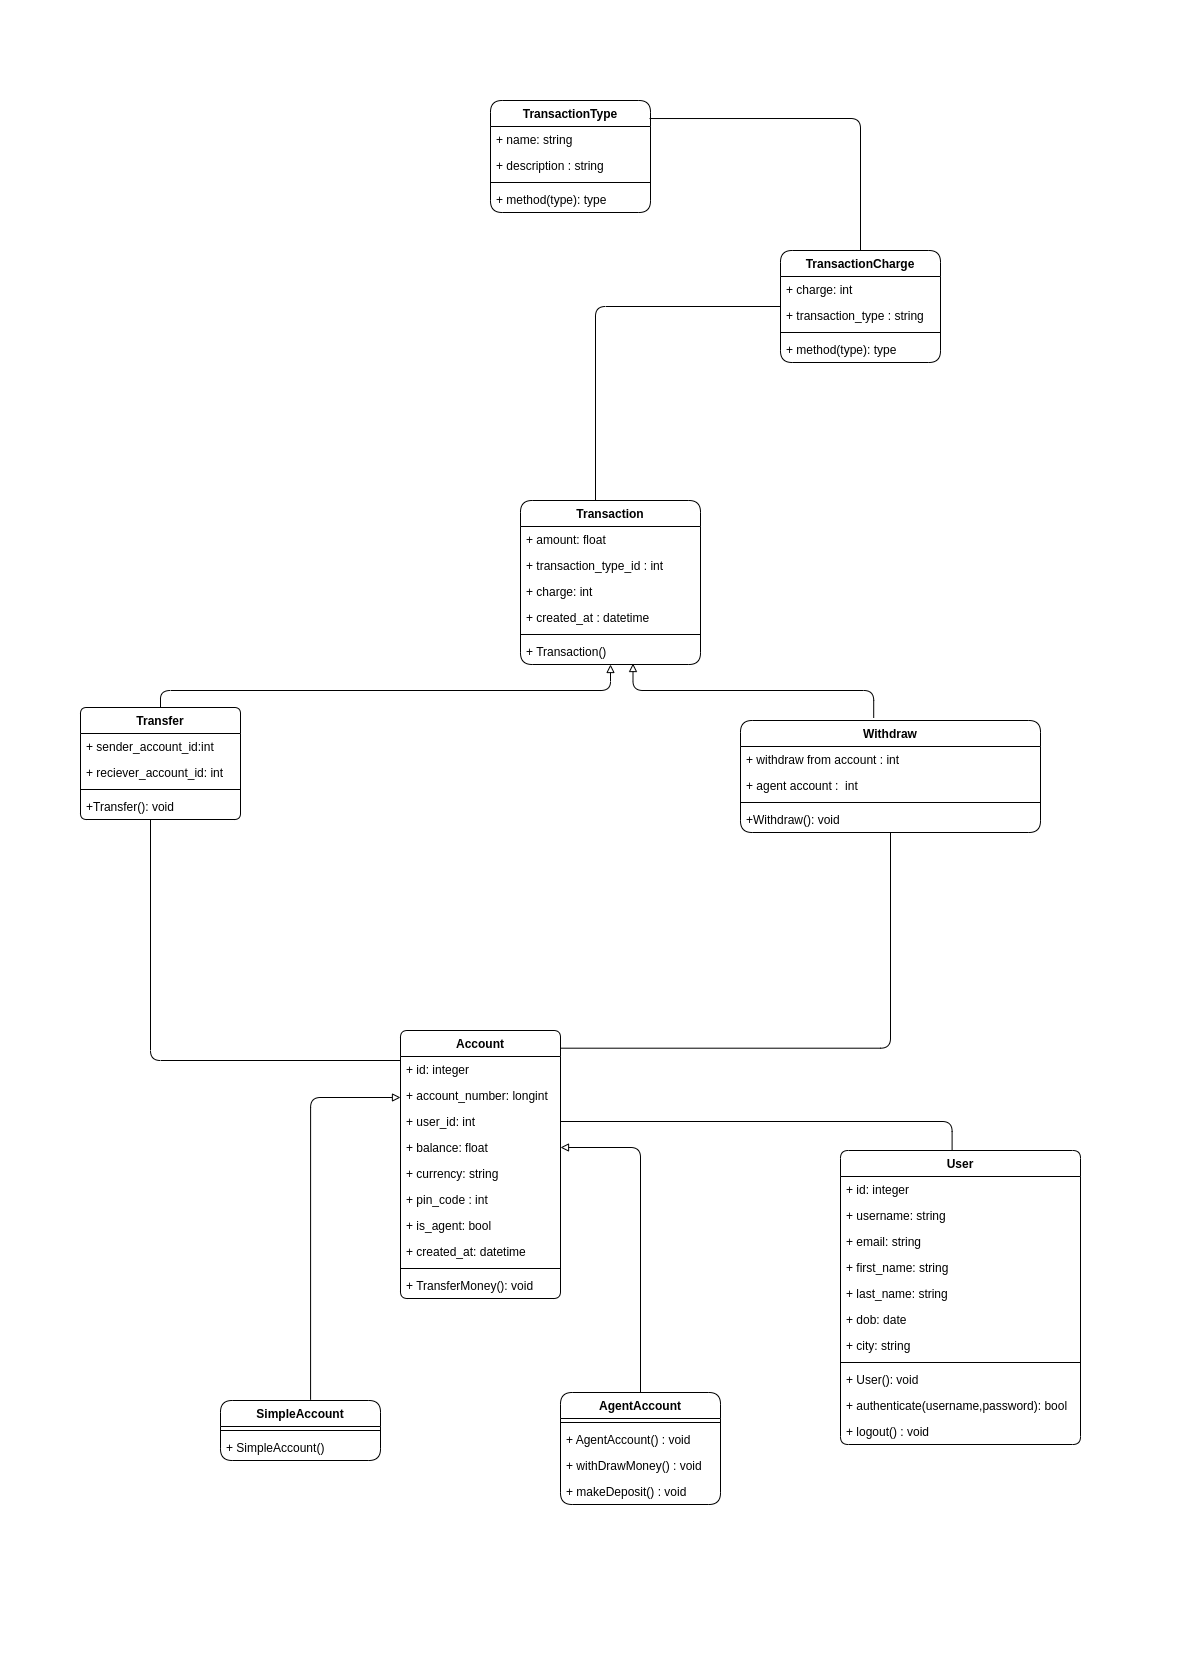 TransactionType
+ name: string
+ description : string
+ method(type): type
TransactionCharge
+ charge: int
+ transaction_type : string
+ method(type): type
Transaction
+ amount: float
+ transaction_type_id : int
+ charge: int
+ created_at : datetime
+ Transaction()
Transfer
+ sender_account_id:int
+ reciever_account_id: int
+Transfer(): void
Withdraw
+ withdraw from account : int
+ agent account :  int
+Withdraw(): void
Account
+ id: integer
+ account_number: longint
+ user_id: int
+ balance: float
+ currency: string
+ pin_code : int
+ is_agent: bool
+ created_at: datetime
+ TransferMoney(): void
User
+ id: integer
+ username: string
+ email: string
+ first_name: string
+ last_name: string
+ dob: date
+ city: string
+ User(): void
+ authenticate(username,password): bool
+ logout() : void
SimpleAccount
+ SimpleAccount()
AgentAccount
+ AgentAccount() : void
+ withDrawMoney() : void
+ makeDeposit() : void